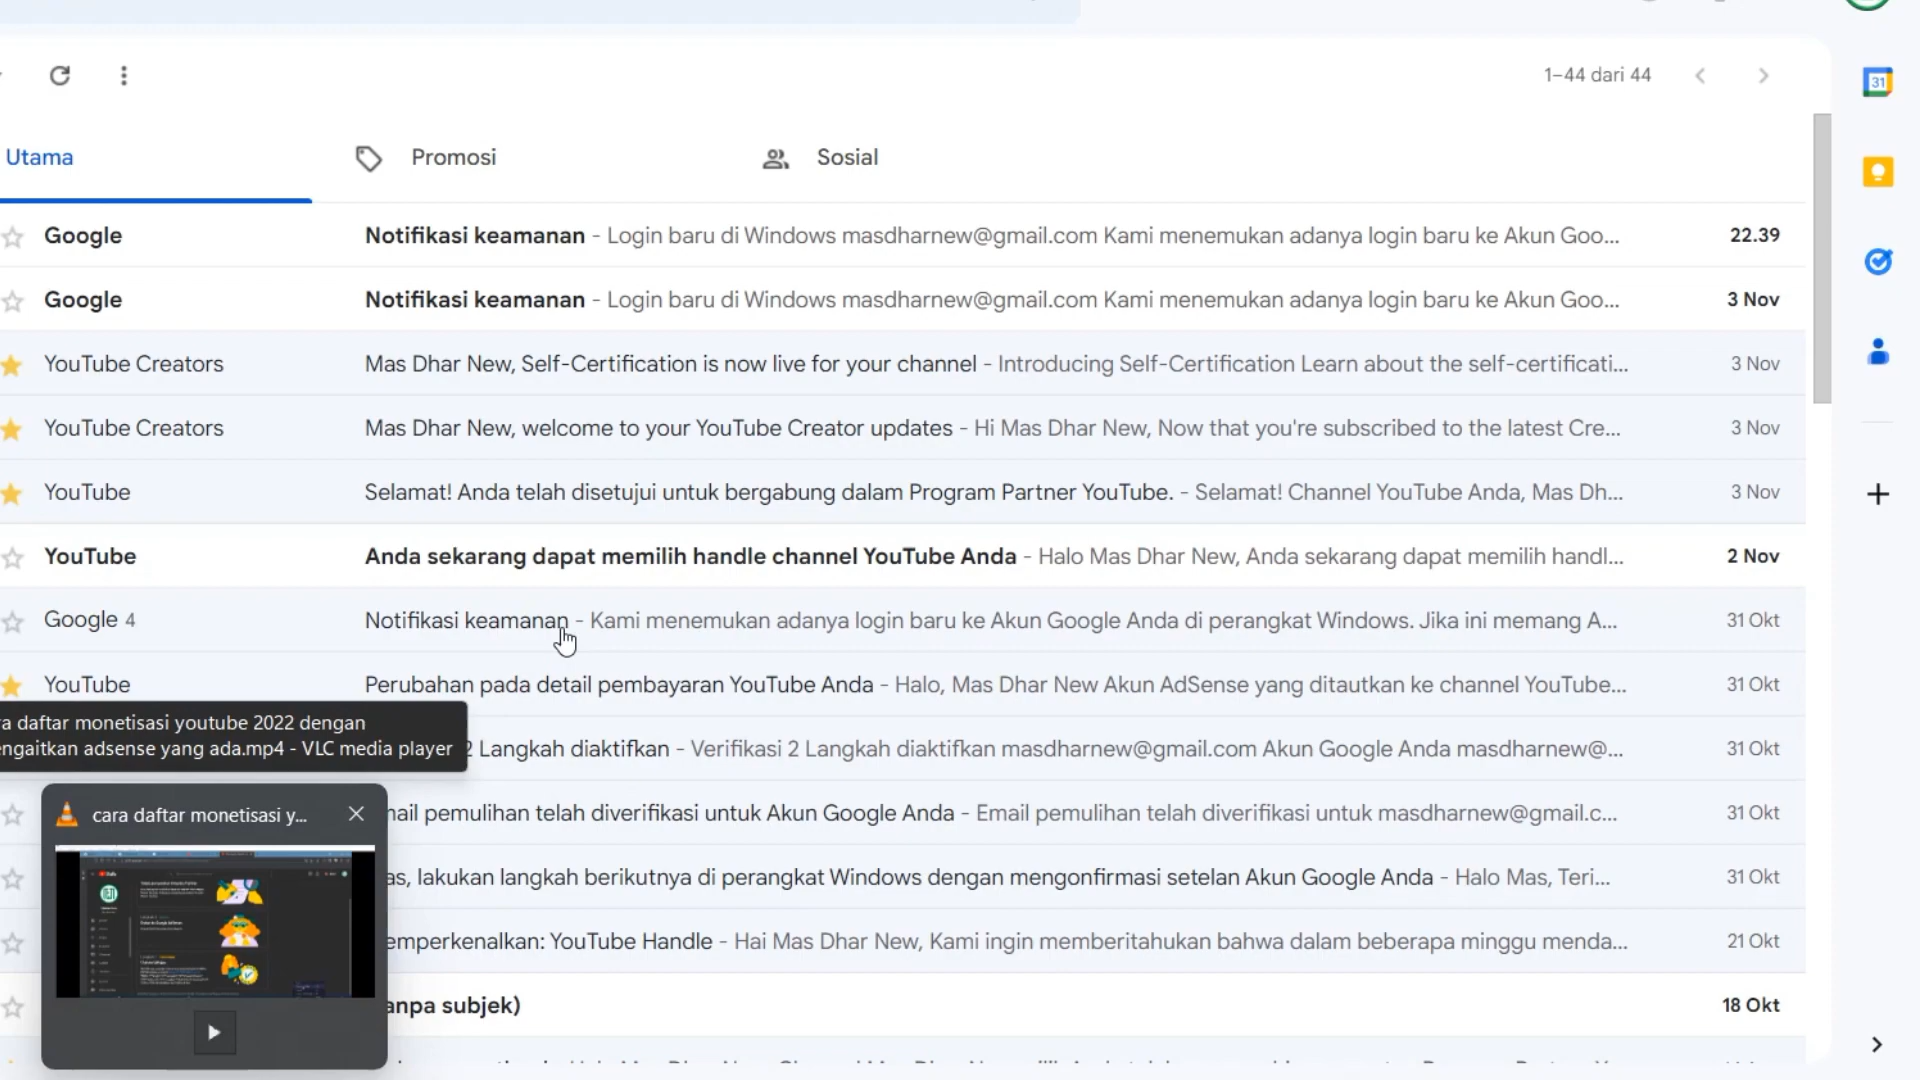 1–44 dari 44
31
Utama
Promosi
Sosial
Google Notifikasi keamanan - Login baru di Windows masdharnew@gmail.com Kami menemukan adanya login baru ke Akun Goo... 22.39
Google Notifikasi keamanan - Login baru di Windows masdharnew@gmail.com Kami menemukan adanya login baru ke Akun Goo... 3 Nov
YouTube Creators Mas Dhar New, Self-Certification is now live for your channel - Introducing Self-Certification Learn about the self-certificati... 3 Nov
YouTube Creators Mas Dhar New, welcome to your YouTube Creator updates - Hi Mas Dhar New, Now that you're subscribed to the latest Cre... 3 Nov
YouTube Selamat! Anda telah disetujui untuk bergabung dalam Program Partner YouTube. - Selamat! Channel YouTube Anda, Mas Dh... 3 Nov
YouTube Anda sekarang dapat memilih handle channel YouTube Anda - Halo Mas Dhar New, Anda sekarang dapat memilih handl... 2 Nov
Google 4 Notifikasi keamanan - Kami menemukan adanya login baru ke Akun Google Anda di perangkat Windows. Jika ini memang A... 31 Okt
YouTube Perubahan pada detail pembayaran YouTube Anda - Halo, Mas Dhar New Akun AdSense yang ditautkan ke channel YouTube... 31 Okt
ra daftar monetisasi youtube 2022 dengan
engaitkan adsense yang ada.mp4 - VLC media player
2 Langkah diaktifkan - Verifikasi 2 Langkah diaktifkan masdharnew@gmail.com Akun Google Anda masdharnew@... 31 Okt
cara daftar monetisasi y...
mail pemulihan telah diverifikasi untuk Akun Google Anda - Email pemulihan telah diverifikasi untuk masdharnew@gmail.c... 31 Okt
as, lakukan langkah berikutnya di perangkat Windows dengan mengonfirmasi setelan Akun Google Anda - Halo Mas, Teri... 31 Okt
emperkenalkan: YouTube Handle - Hai Mas Dhar New, Kami ingin memberitahukan bahwa dalam beberapa minggu menda... 21 Okt
anpa subjek) 18 Okt